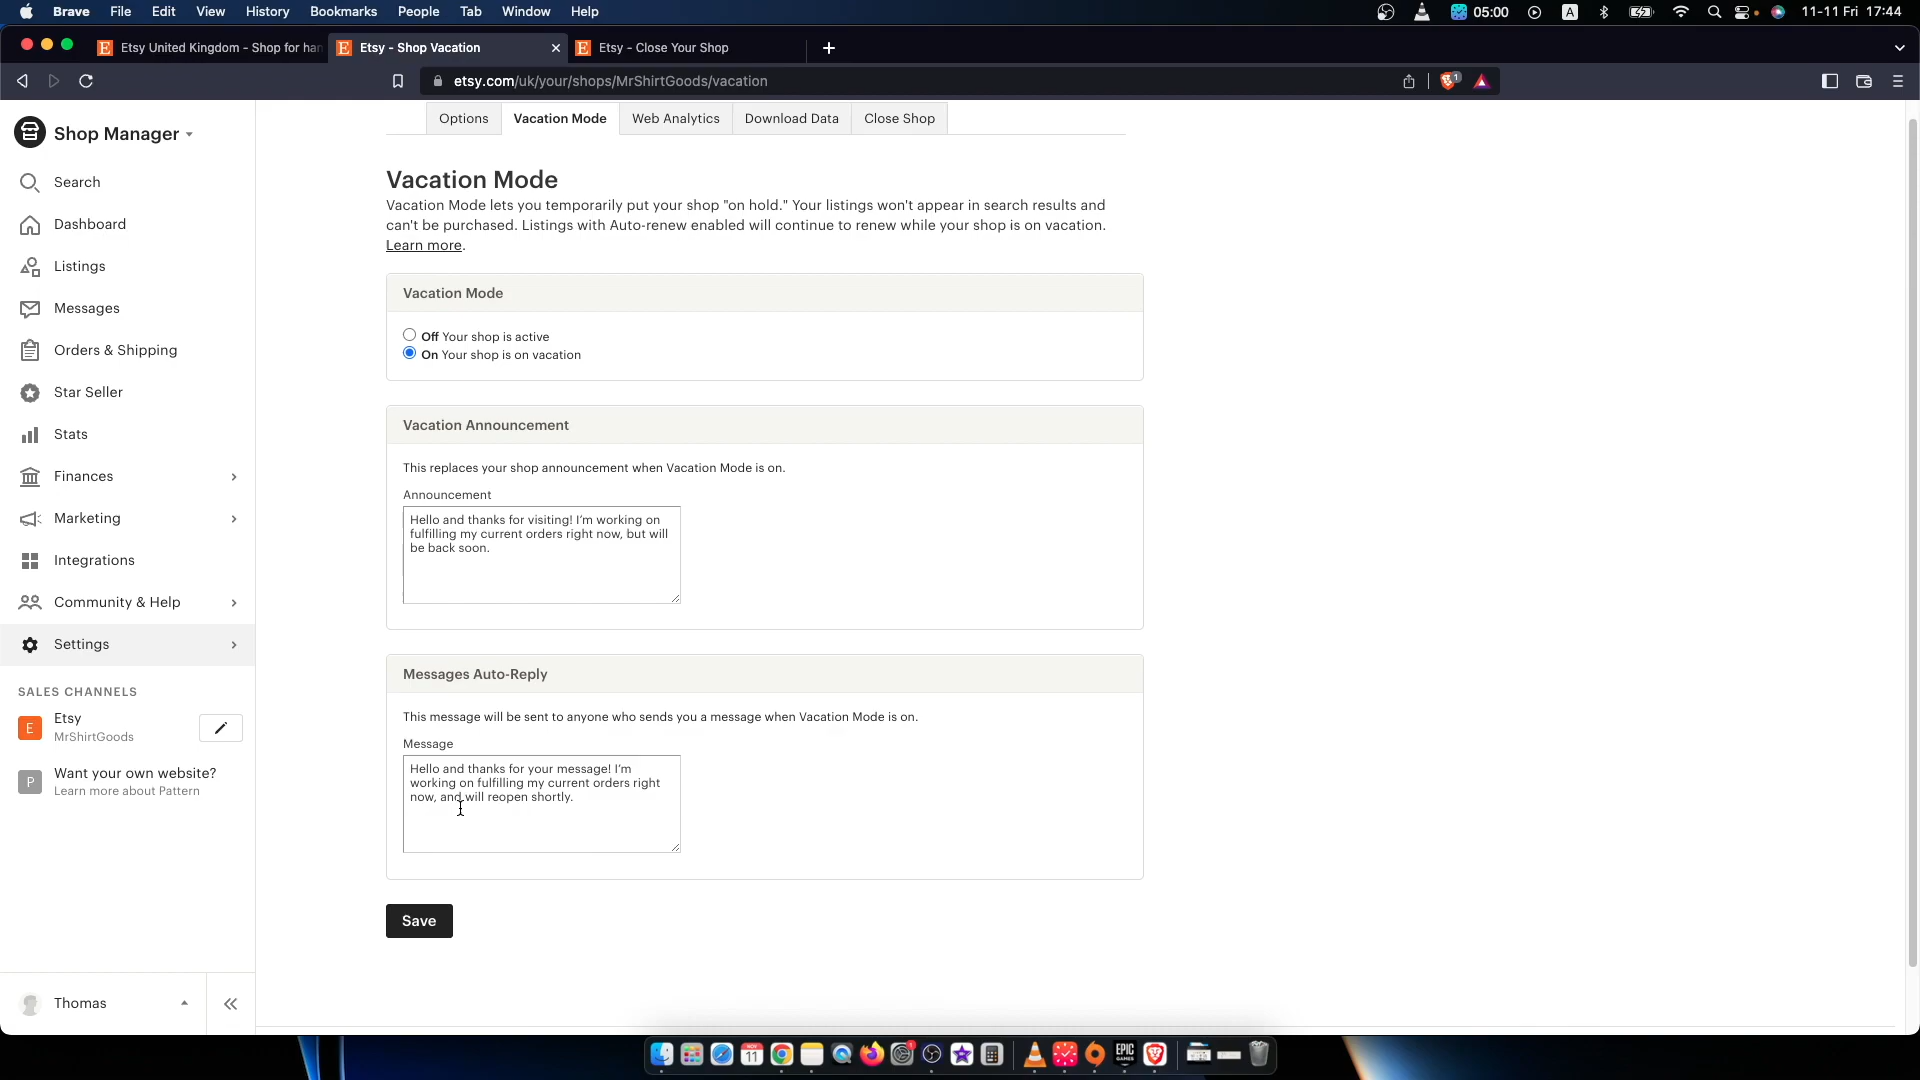 Brave File Edit View History Bookmarks People Tab Window Help 05:00 A 11-11 Fri 17:44
Etsy United Kingdom - Shop for han Etsy - Shop Vacation Etsy - Close Your Shop
etsy.com/uk/your/shops/MrShirtGoods/vacation
Shop Manager
Search
Dashboard
Listings
Messages
Orders & Shipping
Star Seller
Stats
Finances
Marketing
Integrations
Community & Help
Settings
SALES CHANNELS
E Etsy
MrShirtGoods
P Want your own website?
Learn more about Pattern
Thomas
Options Vacation Mode Web Analytics Download Data Close Shop
Vacation Mode
Vacation Mode lets you temporarily put your shop "on hold." Your listings won't appear in search results and
can't be purchased. Listings with Auto-renew enabled will continue to renew while your shop is on vacation.
Learn more.
Vacation Mode
Off Your shop is active
On Your shop is on vacation
Vacation Announcement
This replaces your shop announcement when Vacation Mode is on.
Announcement
Hello and thanks for visiting! I'm working on
fulfilling my current orders right now, but will
be back soon.
Messages Auto-Reply
This message will be sent to anyone who sends you a message when Vacation Mode is on.
Message
Hello and thanks for your message! I'm
working on fulfilling my current orders right
now, and will reopen shortly.
Save
NOV
11
EPIC
GAMES